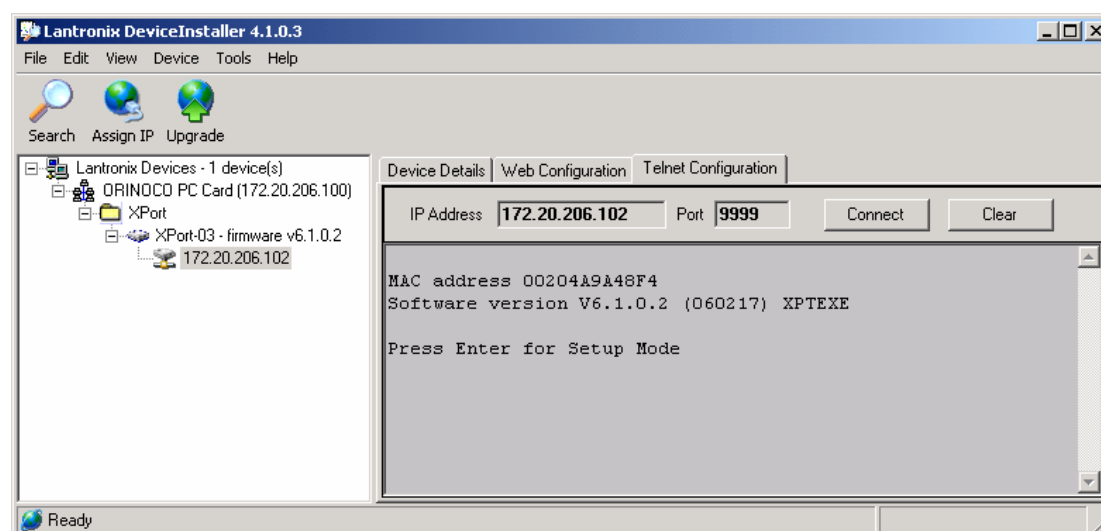 Lantronix DeviceInstaller 4.1.0.3
File Edit View Device Tools Help
Search Assign IP Upgrade
Lantronix Devices - 1 device(s)
ORINOCO PC Card (172.20.206.100)
XPort
XPort-03 - firmware v6.1.0.2
172.20.206.102
Device Details Web Configuration Telnet Configuration
IP Address 172.20.206.102 Port 9999 Connect Clear
MAC address 00204A9A48F4
Software version V6.1.0.2 (060217) XPTEXE
Press Enter for Setup Mode
Ready